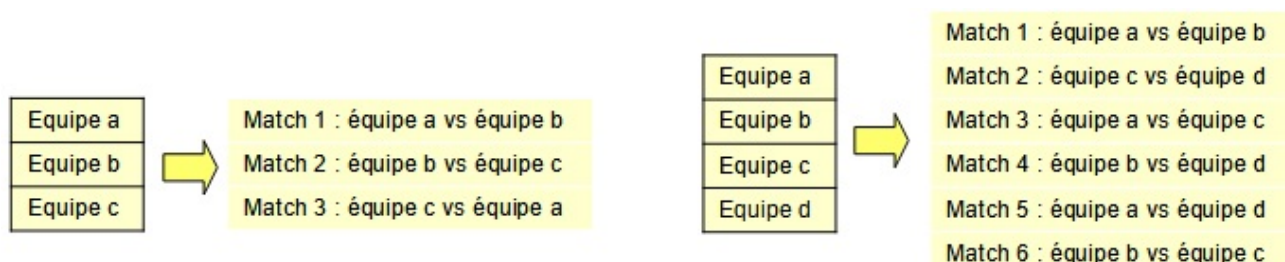 Equipe a
Equipe b
Equipe c
Match 1 : équipe a vs équipe b
Match 2 : équipe b vs équipe c
Match 3 : équipe c vs équipe a
Equipe a
Equipe b
Equipe c
Equipe d
Match 1 : équipe a vs équipe b
Match 2 : équipe c vs équipe d
Match 3 : équipe a vs équipe c
Match 4 : équipe b vs équipe d
Match 5 : équipe a vs équipe d
Match 6 : équipe b vs équipe c